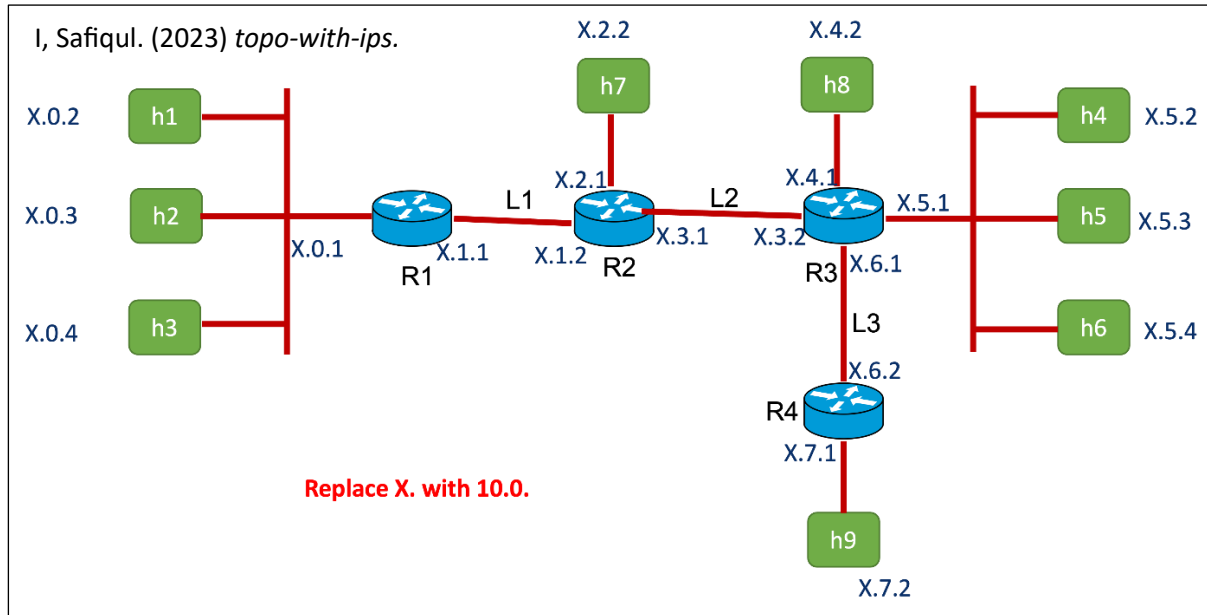 I, Safiqul. (2023) topo-with-ips.
X.2.2
X.4.2
h7
h8
X.0.2
h1
h4
X.5.2
X.2.1
X.4.1
X.0.3
h2
L1
L2
X.5.1
h5
X.5.3
X.0.1
X.1.1
X.1.2
X.3.1
X.3.2
R1
R2
R3
X.6.1
X.0.4
h3
L3
h6
X.5.4
X.6.2
R4
X.7.1
Replace X. with 10.0.
h9
X.7.2